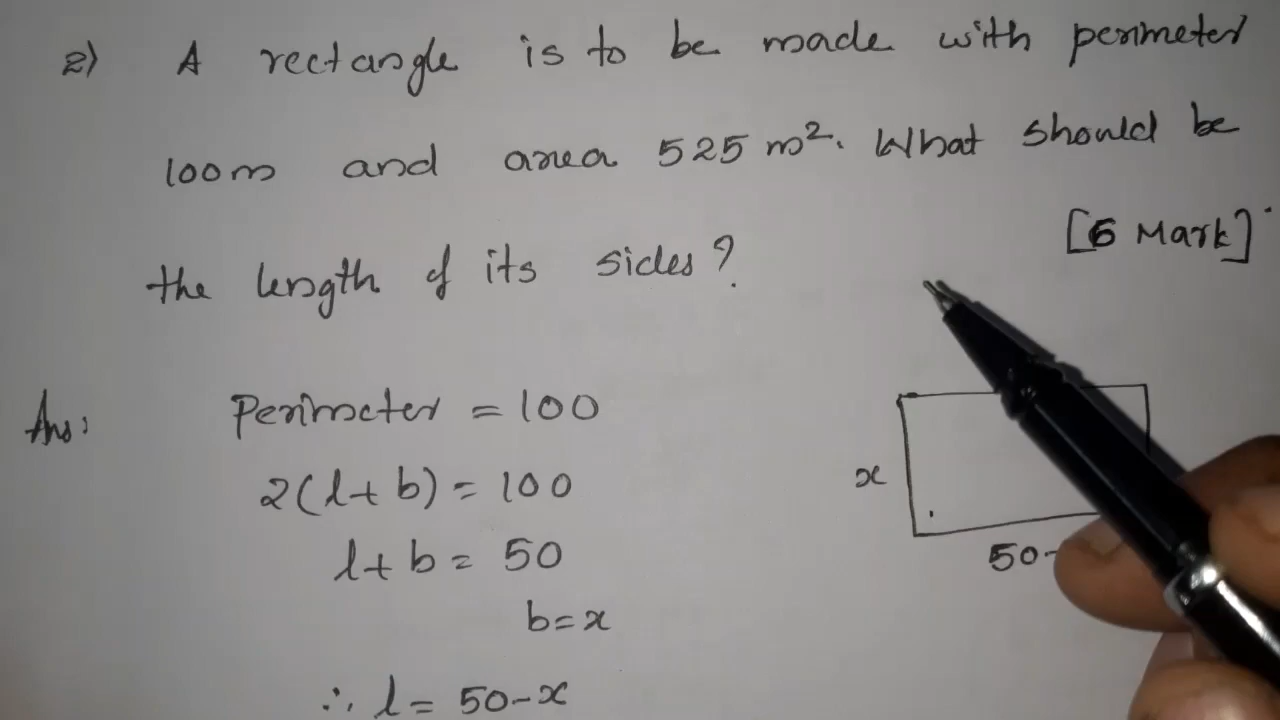 2) A rectangle is to be made with perimeter
100m and area 525 m². What should be
the length of its sides?
[5 Mark]
Ans: Perimeter = 100
2(l+b) = 100
l+b = 50
b=x
∴ l = 50-x
x
50-